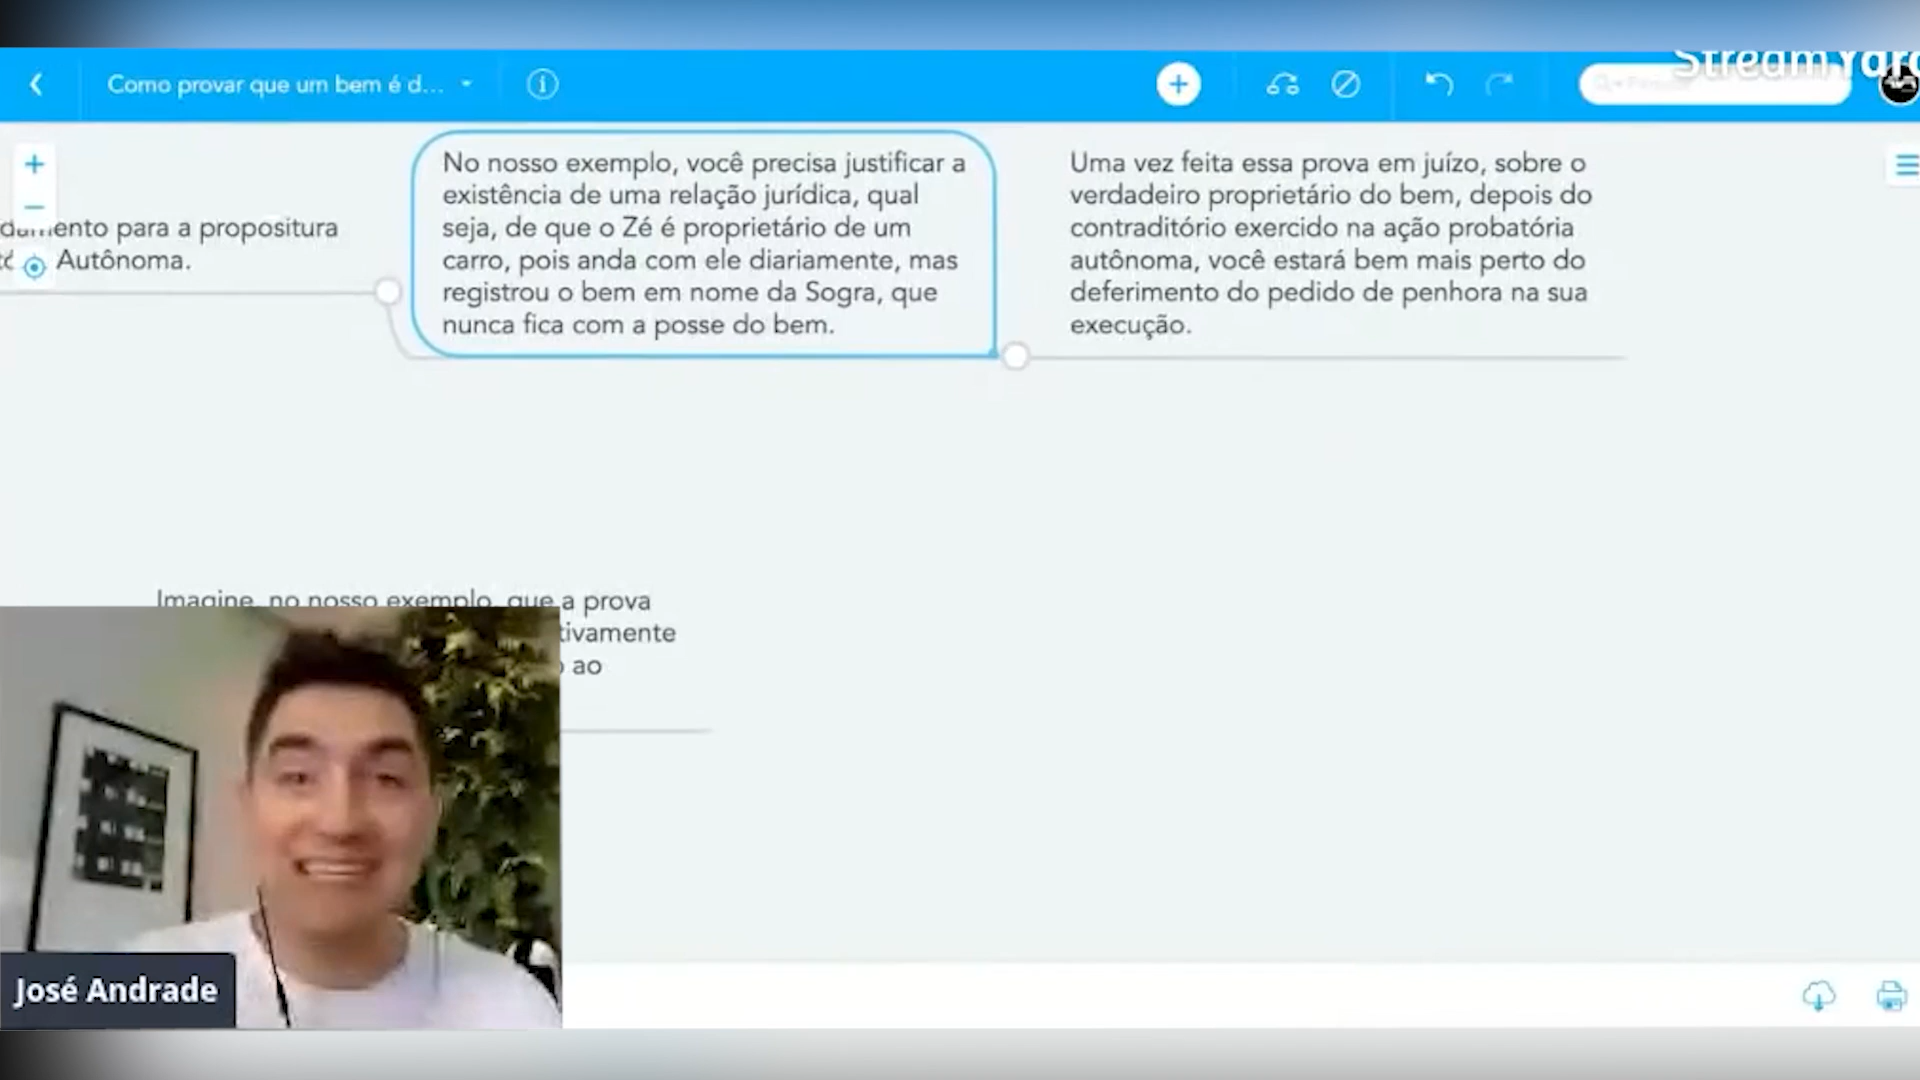 StreamYard
Como provar que um bem é d...
No nosso exemplo, você precisa justificar a
existência de uma relação jurídica, qual
seja, de que o Zé é proprietário de um
carro, pois anda com ele diariamente, mas
registrou o bem em nome da Sogra, que
nunca fica com a posse do bem.
Uma vez feita essa prova em juízo, sobre o
verdadeiro proprietário do bem, depois do
contraditório exercido na ação probatória
autônoma, você estará bem mais perto do
deferimento do pedido de penhora na sua
execução.
para a propositura
Autônoma.
Imagine, no nosso exemplo, que a prova
tivamente
ao
José Andrade